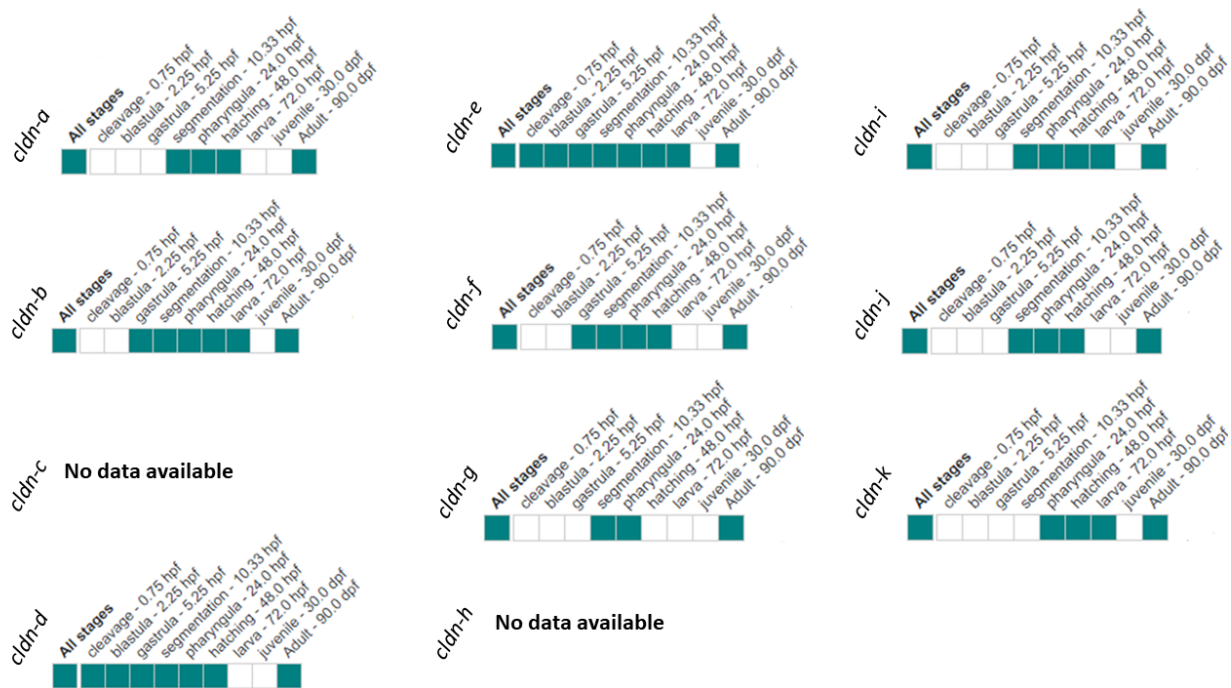 cldn-a
All stages
cleavage - 0.75 hpf
blastula - 2.25 hpf
gastrula - 5.25 hpf
segmentation - 10.33 hpf
pharyngula - 24.0 hpf
hatching - 48.0 hpf
larva - 72.0 hpf
juvenile - 30.0 dpf
Adult - 90.0 dpf
cldn-e
All stages
cleavage - 0.75 hpf
blastula - 2.25 hpf
gastrula - 5.25 hpf
segmentation - 10.33 hpf
pharyngula - 24.0 hpf
hatching - 48.0 hpf
larva - 72.0 hpf
juvenile - 30.0 dpf
Adult - 90.0 dpf
cldn-i
All stages
cleavage - 0.75 hpf
blastula - 2.25 hpf
gastrula - 5.25 hpf
segmentation - 10.33 hpf
pharyngula - 24.0 hpf
hatching - 48.0 hpf
larva - 72.0 hpf
juvenile - 30.0 dpf
Adult - 90.0 dpf
cldn-b
All stages
cleavage - 0.75 hpf
blastula - 2.25 hpf
gastrula - 5.25 hpf
segmentation - 10.33 hpf
pharyngula - 24.0 hpf
hatching - 48.0 hpf
larva - 72.0 hpf
juvenile - 30.0 dpf
Adult - 90.0 dpf
cldn-f
All stages
cleavage - 0.75 hpf
blastula - 2.25 hpf
gastrula - 5.25 hpf
segmentation - 10.33 hpf
pharyngula - 24.0 hpf
hatching - 48.0 hpf
larva - 72.0 hpf
juvenile - 30.0 dpf
Adult - 90.0 dpf
cldn-j
All stages
cleavage - 0.75 hpf
blastula - 2.25 hpf
gastrula - 5.25 hpf
segmentation - 10.33 hpf
pharyngula - 24.0 hpf
hatching - 48.0 hpf
larva - 72.0 hpf
juvenile - 30.0 dpf
Adult - 90.0 dpf
cldn-c
No data available
cldn-g
All stages
cleavage - 0.75 hpf
blastula - 2.25 hpf
gastrula - 5.25 hpf
segmentation - 10.33 hpf
pharyngula - 24.0 hpf
hatching - 48.0 hpf
larva - 72.0 hpf
juvenile - 30.0 dpf
Adult - 90.0 dpf
cldn-k
All stages
cleavage - 0.75 hpf
blastula - 2.25 hpf
gastrula - 5.25 hpf
segmentation - 10.33 hpf
pharyngula - 24.0 hpf
hatching - 48.0 hpf
larva - 72.0 hpf
juvenile - 30.0 dpf
Adult - 90.0 dpf
cldn-d
All stages
cleavage - 0.75 hpf
blastula - 2.25 hpf
gastrula - 5.25 hpf
segmentation - 10.33 hpf
pharyngula - 24.0 hpf
hatching - 48.0 hpf
larva - 72.0 hpf
juvenile - 30.0 dpf
Adult - 90.0 dpf
cldn-h
No data available